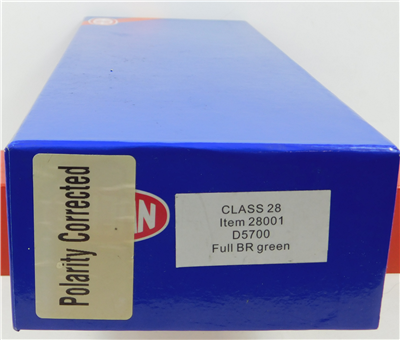 Polarity Corrected
N
CLASS 28
Item 28001
D5700
Full BR green